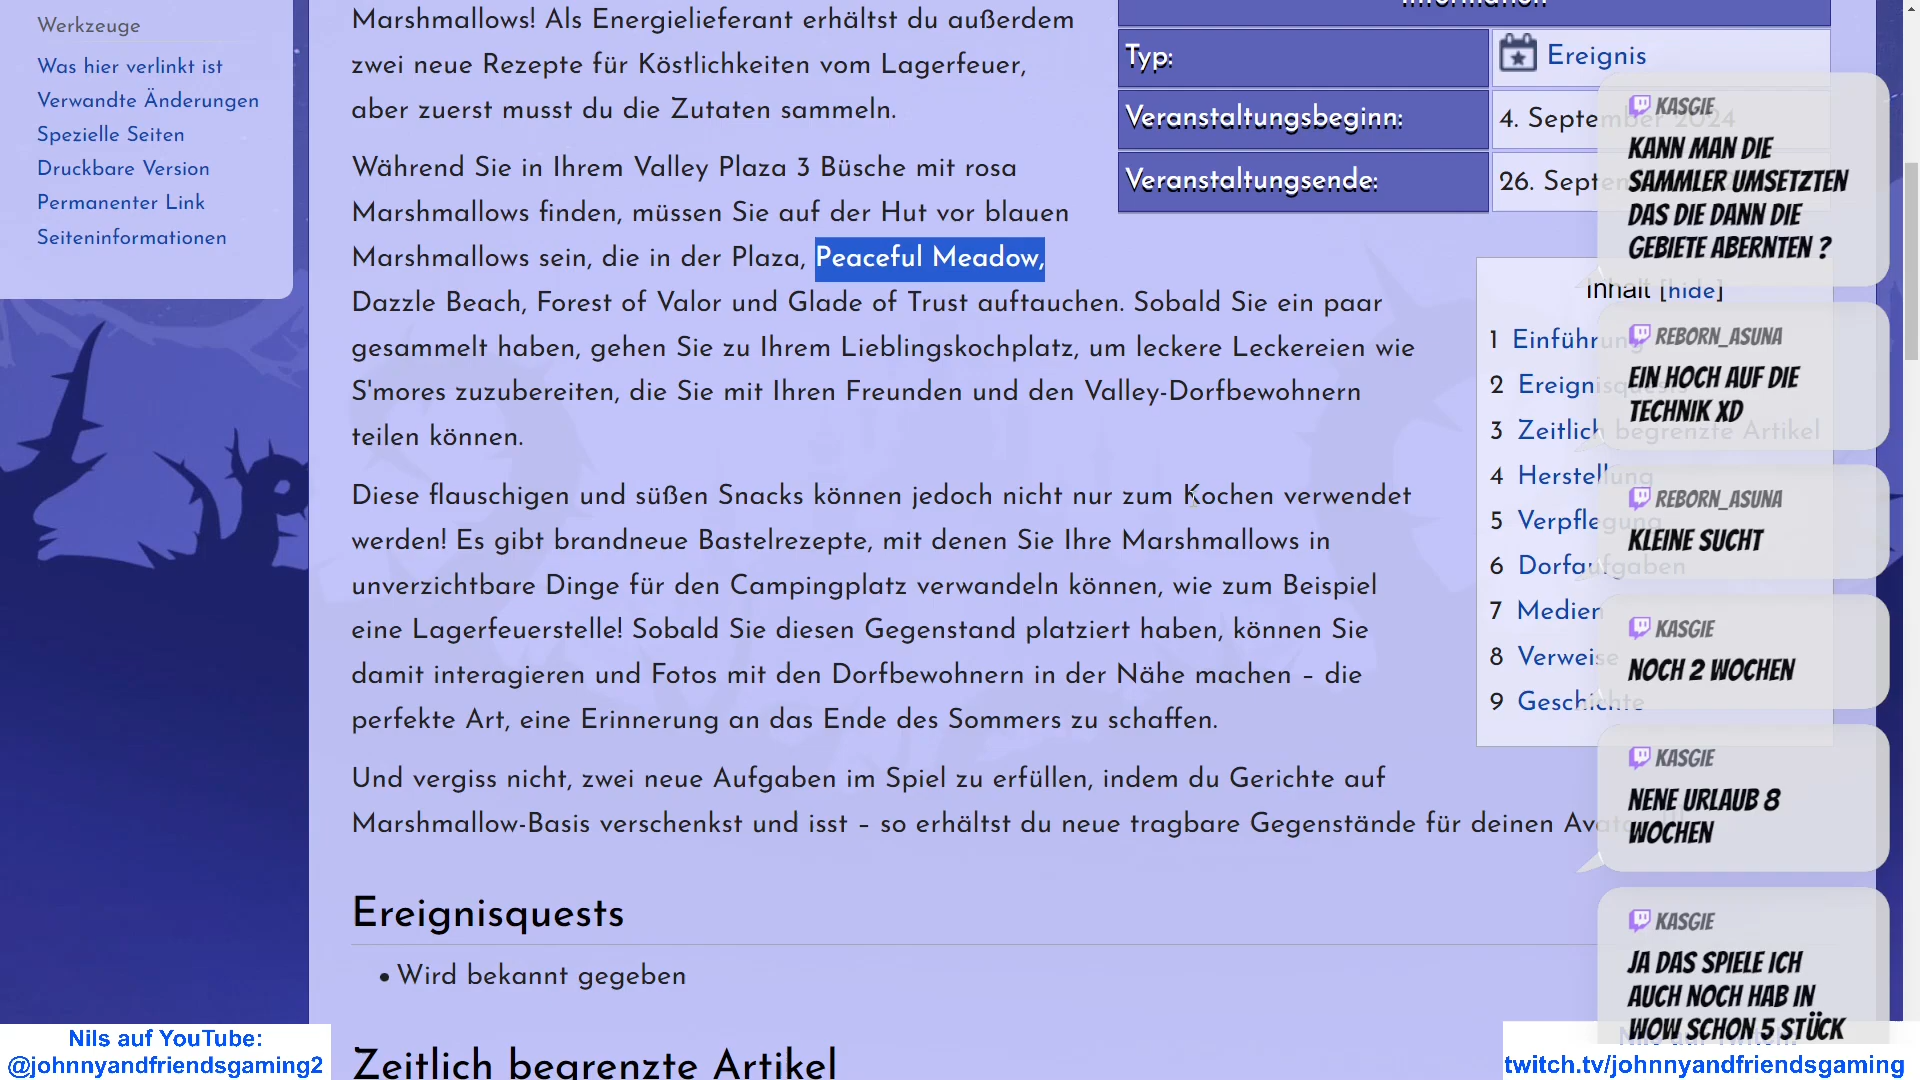 Werkzeuge
Was hier verlinkt ist
Verwandte Änderungen
Spezielle Seiten
Druckbare Version
Permanenter Link
Seiteninformationen
Marshmallows! Als Energielieferant erhältst du außerdem
zwei neue Rezepte für Köstlichkeiten vom Lagerfeuer,
aber zuerst musst du die Zutaten sammeln.
Während Sie in Ihrem Valley Plaza 3 Büsche mit rosa
Marshmallows finden, müssen Sie auf der Hut vor blauen
Marshmallows sein, die in der Plaza, Peaceful Meadow,
Dazzle Beach, Forest of Valor und Glade of Trust auftauchen. Sobald Sie ein paar
gesammelt haben, gehen Sie zu Ihrem Lieblingskochplatz, um leckere Leckereien wie
S'mores zuzubereiten, die Sie mit Ihren Freunden und den Valley-Dorfbewohnern
teilen können.
Diese flauschigen und süßen Snacks können jedoch nicht nur zum Kochen verwendet
werden! Es gibt brandneue Bastelrezepte, mit denen Sie Ihre Marshmallows in
unverzichtbare Dinge für den Campingplatz verwandeln können, wie zum Beispiel
eine Lagerfeuerstelle! Sobald Sie diesen Gegenstand platziert haben, können Sie
damit interagieren und Fotos mit den Dorfbewohnern in der Nähe machen – die
perfekte Art, eine Erinnerung an das Ende des Sommers zu schaffen.
Und vergiss nicht, zwei neue Aufgaben im Spiel zu erfüllen, indem du Gerichte auf
Marshmallow-Basis verschenkst und isst – so erhältst du neue tragbare Gegenstände für deinen
Ereignisquests
• Wird bekannt gegeben
Zeitlich begrenzte Artikel
Information
Typ: Ereignis
Veranstaltungsbeginn: 4. September 2024
Veranstaltungsende: 26.
Inhalt [hide]
1 Einführung
2 Ereignisquests
3 Zeitlich begrenzte Artikel
4 Herstellung
5 Verpflegung
6 Dorfaufgaben
7 Medien
8 Verweise
9 Geschichte
KASGIE
KANN MAN DIE
SAMMLER UMSETZTEN
DAS DIE DANN DIE
GEBIETE ABERNTEN ?
REBORN_ASUNA
EIN HOCH AUF DIE
TECHNIK XD
REBORN_ASUNA
KLEINE SUCHT
KASGIE
NOCH 2 WOCHEN
KASGIE
NENE URLAUB 8
WOCHEN
KASGIE
JA DAS SPIELE ICH
AUCH NOCH HAB IN
WOW SCHON 5 STÜCK
Nils auf YouTube:
@johnnyandfriendsgaming2
twitch.tv/johnnyandfriendsgaming